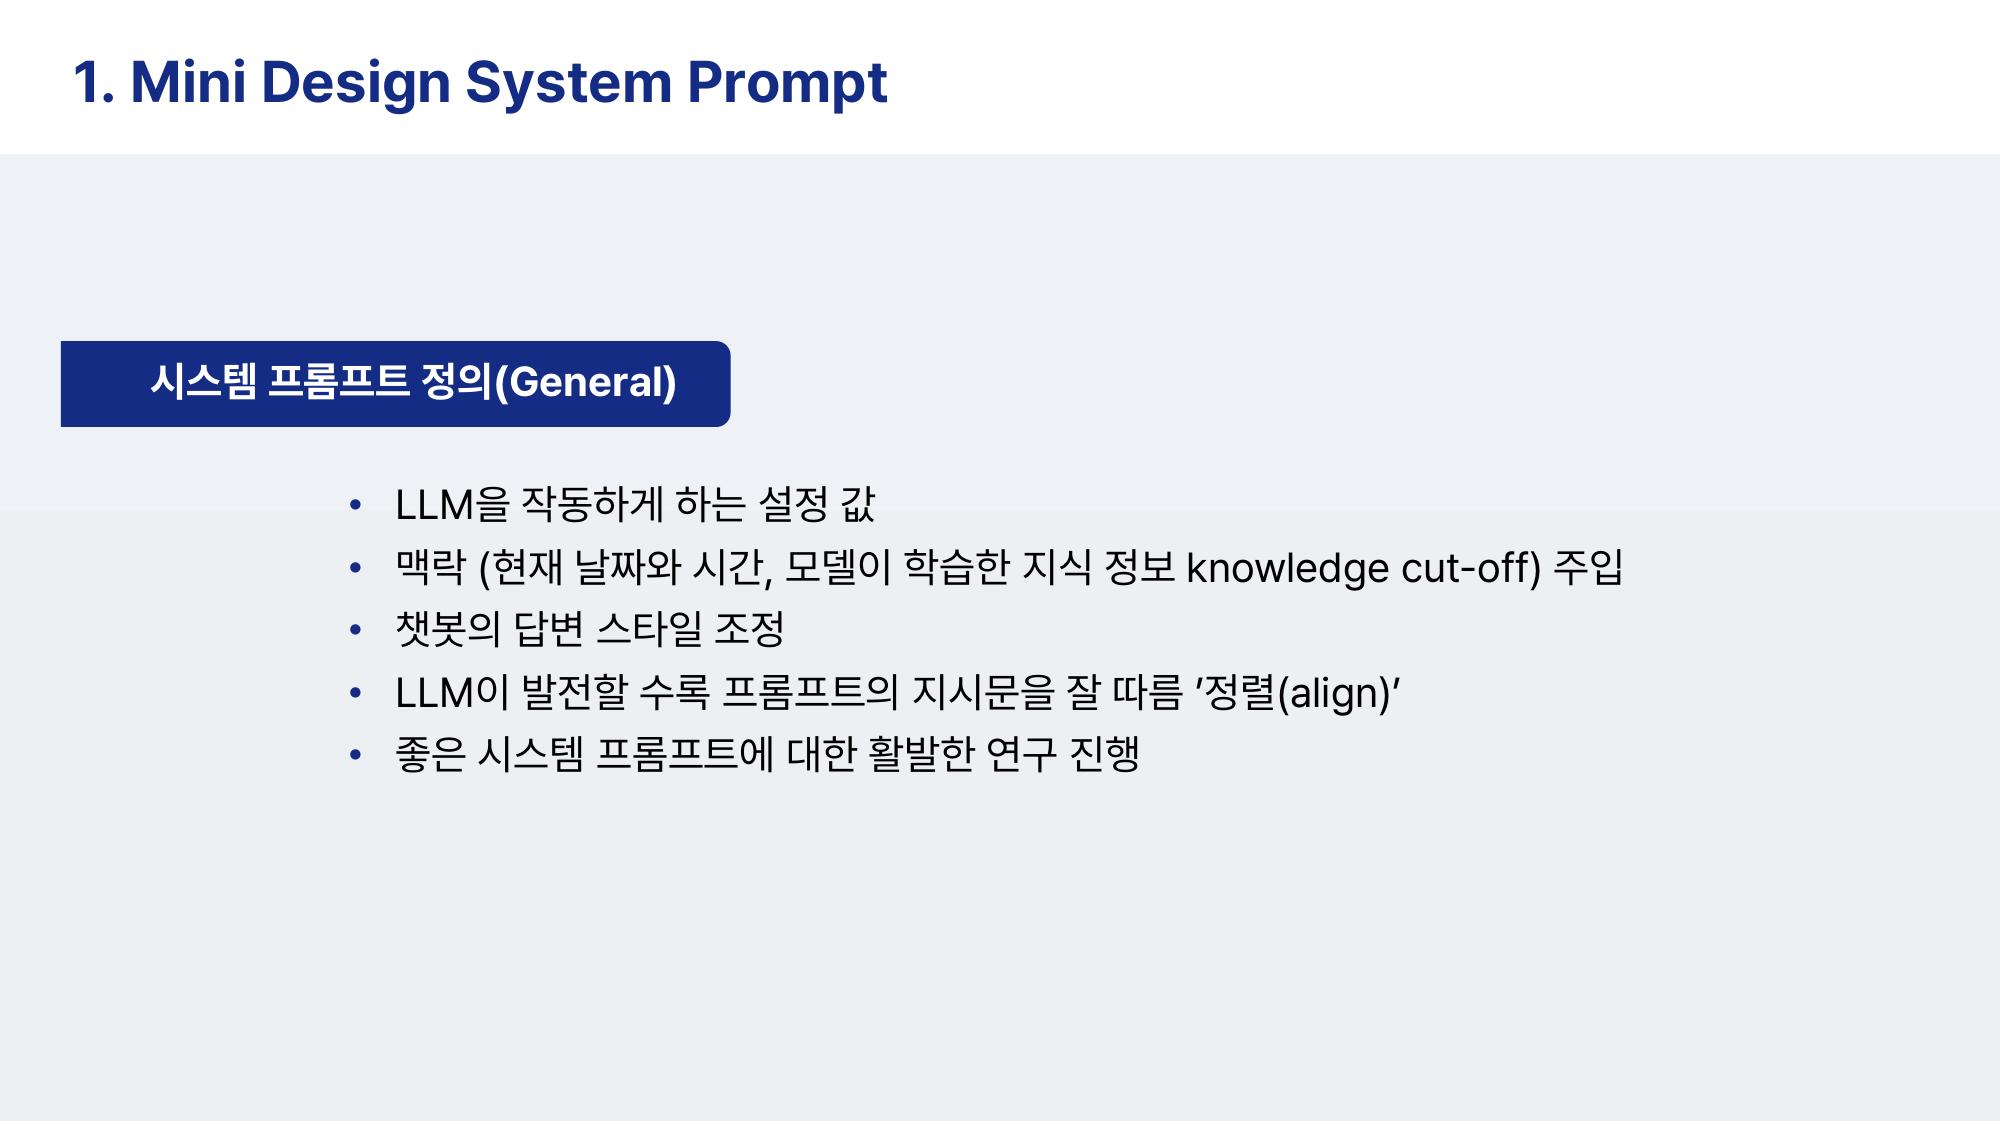 1. Mini Design System Prompt
시스템 프롬프트 정의(General)
• LLM을 작동하게 하는 설정 값
• 맥락 (현재 날짜와 시간, 모델이 학습한 지식 정보 knowledge cut-off) 주입
• 챗봇의 답변 스타일 조정
• LLM이 발전할 수록 프롬프트의 지시문을 잘 따름 ’정렬(align)’
• 좋은 시스템 프롬프트에 대한 활발한 연구 진행